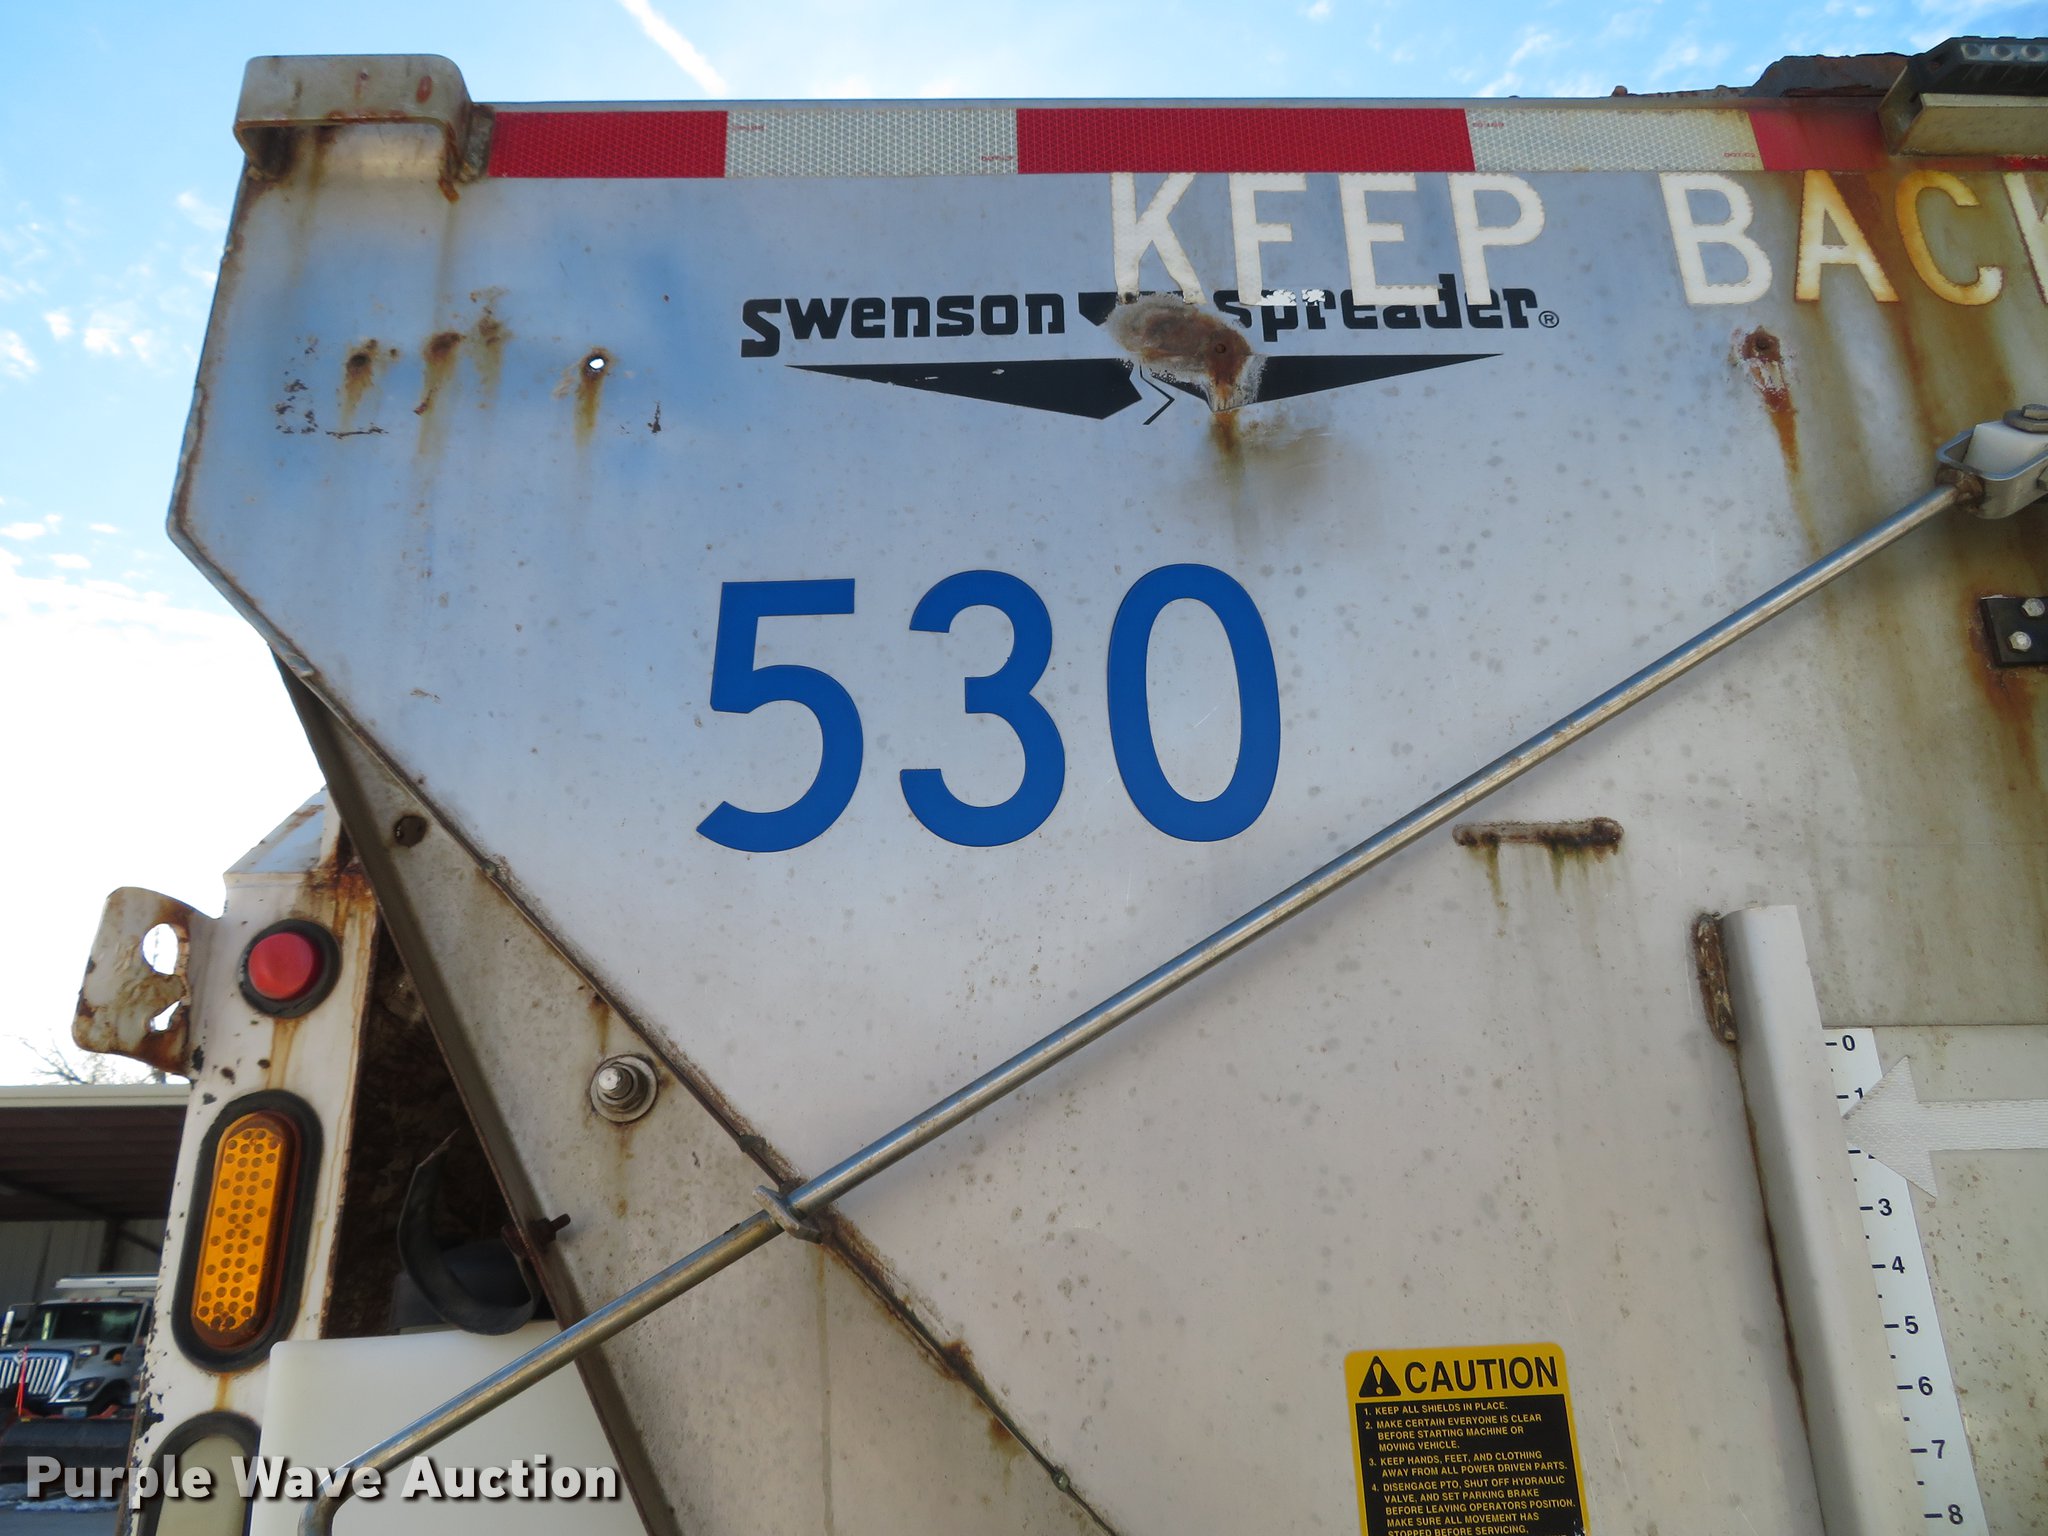 KEEP BACK
Swenson Spreader®
530
0
1
3
4
5
6
7
8
CAUTION
1. KEEP ALL SHIELDS IN PLACE.
2. MAKE CERTAIN EVERYONE IS CLEAR
BEFORE STARTING MACHINE OR
MOVING VEHICLE.
3. KEEP HANDS, FEET, AND CLOTHING
AWAY FROM ALL POWER DRIVEN PARTS.
4. DISENGAGE PTO, SHUT OFF HYDRAULIC
VALVE, AND SET PARKING BRAKE
BEFORE LEAVING OPERATORS POSITION.
MAKE SURE ALL MOVEMENT HAS
STOPPED BEFORE SERVICING,
Purple Wave Auction